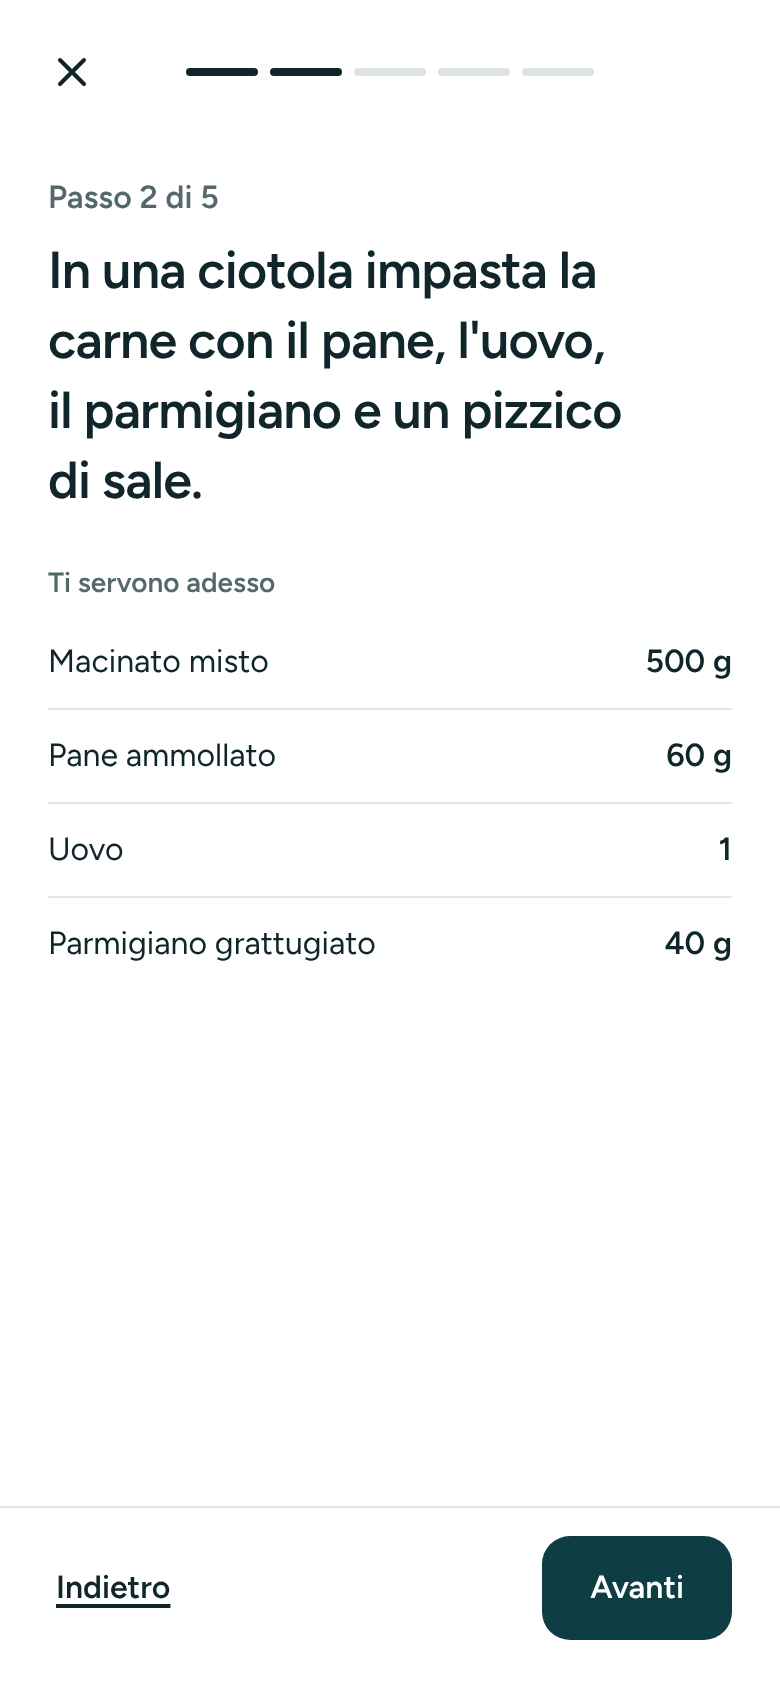 Passo 2 di 5
In una ciotola impasta la
carne con il pane, l'uovo,
il parmigiano e un pizzico
di sale.
Ti servono adesso
Macinato misto 500 g
Pane ammollato 60 g
Uovo 1
Parmigiano grattugiato 40 g
Indietro Avanti